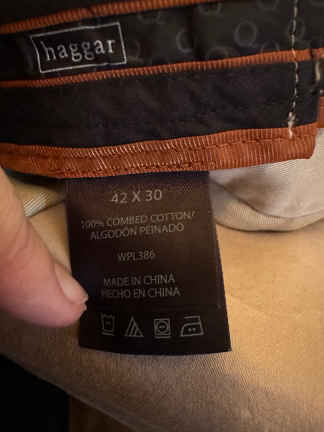 haggar
42 X 30
100% COMBED COTTON/
ALGODÓN PEINADO
WPL386
MADE IN CHINA
HECHO EN CHINA